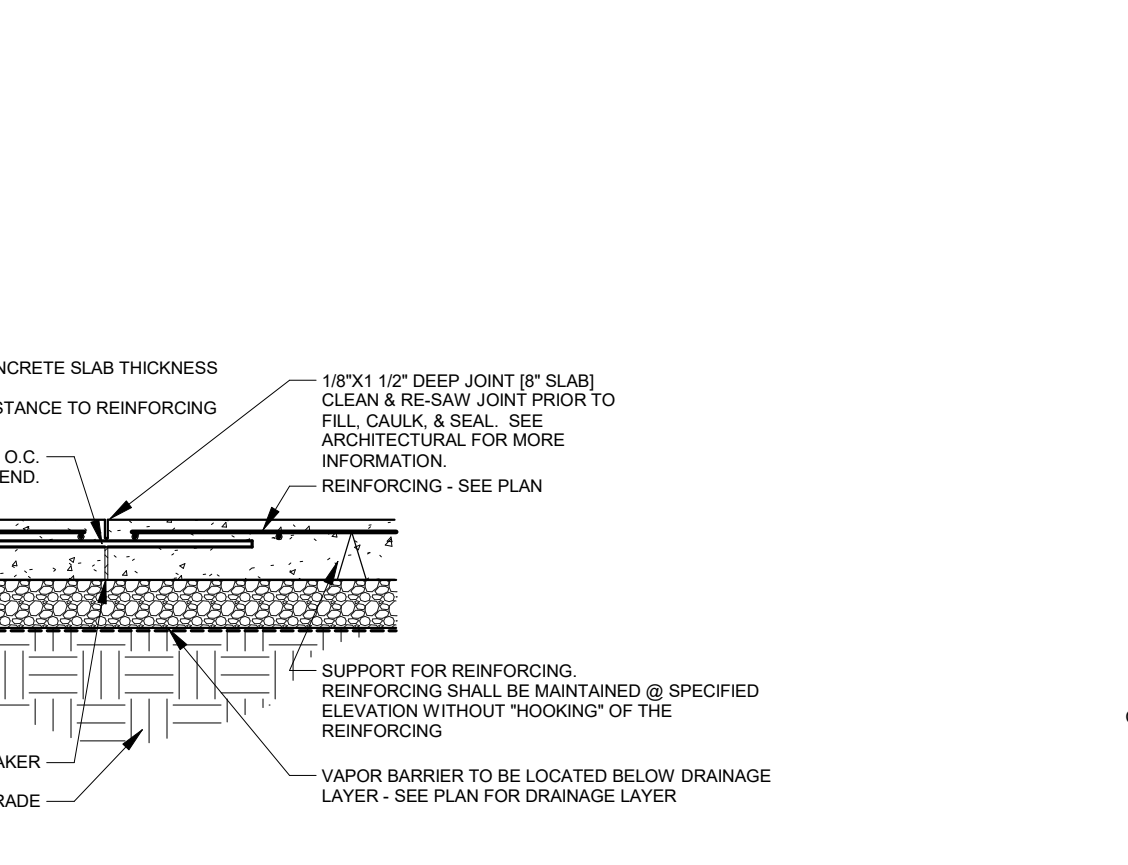 NCRETE SLAB THICKNESS
STANCE TO REINFORCING
O.C.
END.
1/8"X1 1/2" DEEP JOINT [8" SLAB]
CLEAN & RE-SAW JOINT PRIOR TO
FILL, CAULK, & SEAL. SEE
ARCHITECTURAL FOR MORE
INFORMATION.
REINFORCING - SEE PLAN
SUPPORT FOR REINFORCING.
REINFORCING SHALL BE MAINTAINED @ SPECIFIED
ELEVATION WITHOUT "HOOKING" OF THE
REINFORCING
AKER
RADE
VAPOR BARRIER TO BE LOCATED BELOW DRAINAGE
LAYER - SEE PLAN FOR DRAINAGE LAYER